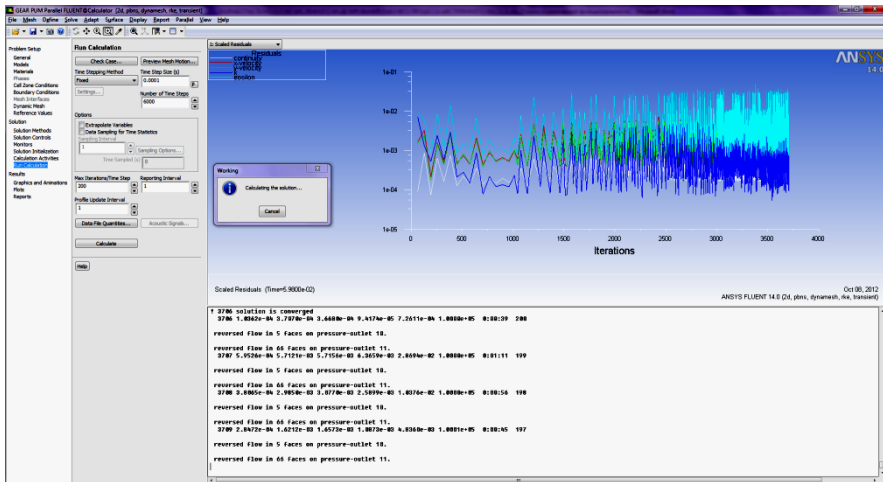 GEAR PUM Parallel FLUENT@Calculator [2d, pbns, dynamesh, rke, transient]
File Mesh Define Solve Adapt Surface Display Report Parallel View Help
Problem Setup
General
Models
Materials
Phases
Cell Zone Conditions
Boundary Conditions
Mesh Interfaces
Dynamic Mesh
Reference Values
Solution
Solution Methods
Solution Controls
Monitors
Solution Initialization
Calculation Activities
Run Calculation
Results
Graphics and Animations
Plots
Reports
Run Calculation
Check Case... Preview Mesh Motion...
Time Stepping Method Time Step Size (s)
Fixed 0.0001
Settings... Number of Time Steps
6000
Options
Extrapolate Variables
Data Sampling for Time Statistics
Sampling Interval
1 Sampling Options...
Time Sampled (s) 0
Max Iterations/Time Step Reporting Interval
200 1
Profile Update Interval
1
Data File Quantities... Acoustic Signals...
Calculate
Help
1: Scaled Residuals
Residuals
continuity
x-velocity
y-velocity
k
epsilon
ANSYS
14.0
1e-01
1e-02
1e-03
1e-04
1e-05
0 500 1000 1500 2000 2500 3000 3500 4000
Iterations
Working
Calculating the solution...
Cancel
Scaled Residuals (Time=5.9800e-02)
Oct 08, 2012
ANSYS FLUENT 14.0 (2d, pbns, dynamesh, rke, transient)
! 3706 solution is converged
3706 1.0362e-04 3.7070e-04 3.6680e-04 9.4174e-05 7.2611e-04 1.0000e+05 0:00:39 200
reversed flow in 5 faces on pressure-outlet 10.
reversed flow in 66 faces on pressure-outlet 11.
3707 5.9526e-04 5.7121e-03 5.7156e-03 6.3659e-03 2.8694e-02 1.0000e+05 0:01:11 199
reversed flow in 5 faces on pressure-outlet 10.
reversed flow in 66 faces on pressure-outlet 11.
3708 3.8065e-04 2.9850e-03 3.0770e-03 2.5899e-03 1.0376e-02 1.0000e+05 0:00:56 198
reversed flow in 5 faces on pressure-outlet 10.
reversed flow in 66 faces on pressure-outlet 11.
3709 2.8472e-04 1.6212e-03 1.6573e-03 1.0873e-03 4.8360e-03 1.0001e+05 0:00:45 197
reversed flow in 5 faces on pressure-outlet 10.
reversed flow in 66 faces on pressure-outlet 11.